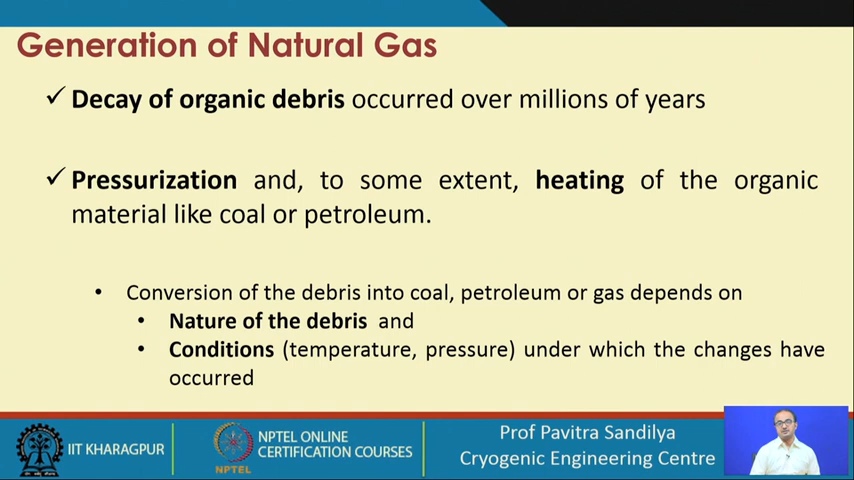 Generation of Natural Gas
✓ Decay of organic debris occurred over millions of years
✓ Pressurization and, to some extent, heating of the organic
material like coal or petroleum.
• Conversion of the debris into coal, petroleum or gas depends on
• Nature of the debris and
• Conditions (temperature, pressure) under which the changes have
occurred
IIT KHARAGPUR
NPTEL
NPTEL ONLINE
CERTIFICATION COURSES
Prof Pavitra Sandilya
Cryogenic Engineering Centre